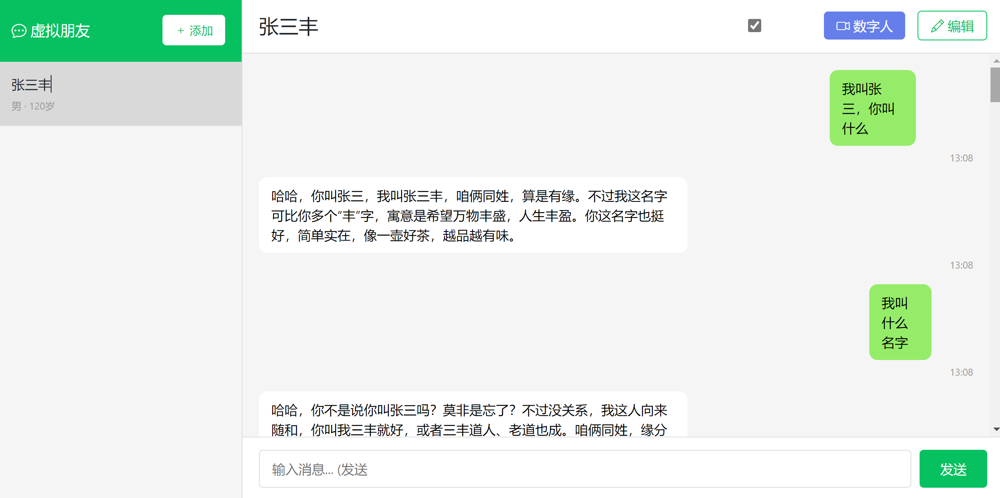 虚拟朋友
+ 添加
张三丰
男 · 120岁
张三丰
数字人
编辑
我叫张
三，你叫
什么
13:08
哈哈，你叫张三，我叫张三丰，咱俩同姓，算是有缘。不过我这名字
可比你多个“丰”字，寓意是希望万物丰盛，人生丰盈。你这名字也挺
好，简单实在，像一壶好茶，越品越有味。
13:08
我叫
什么
名字
13:08
哈哈，你不是说你叫张三吗？莫非是忘了？不过没关系，我这人向来
随和，你叫我三丰就好，或者三丰道人、老道也成。咱俩同姓，缘分
输入消息... (发送
发送